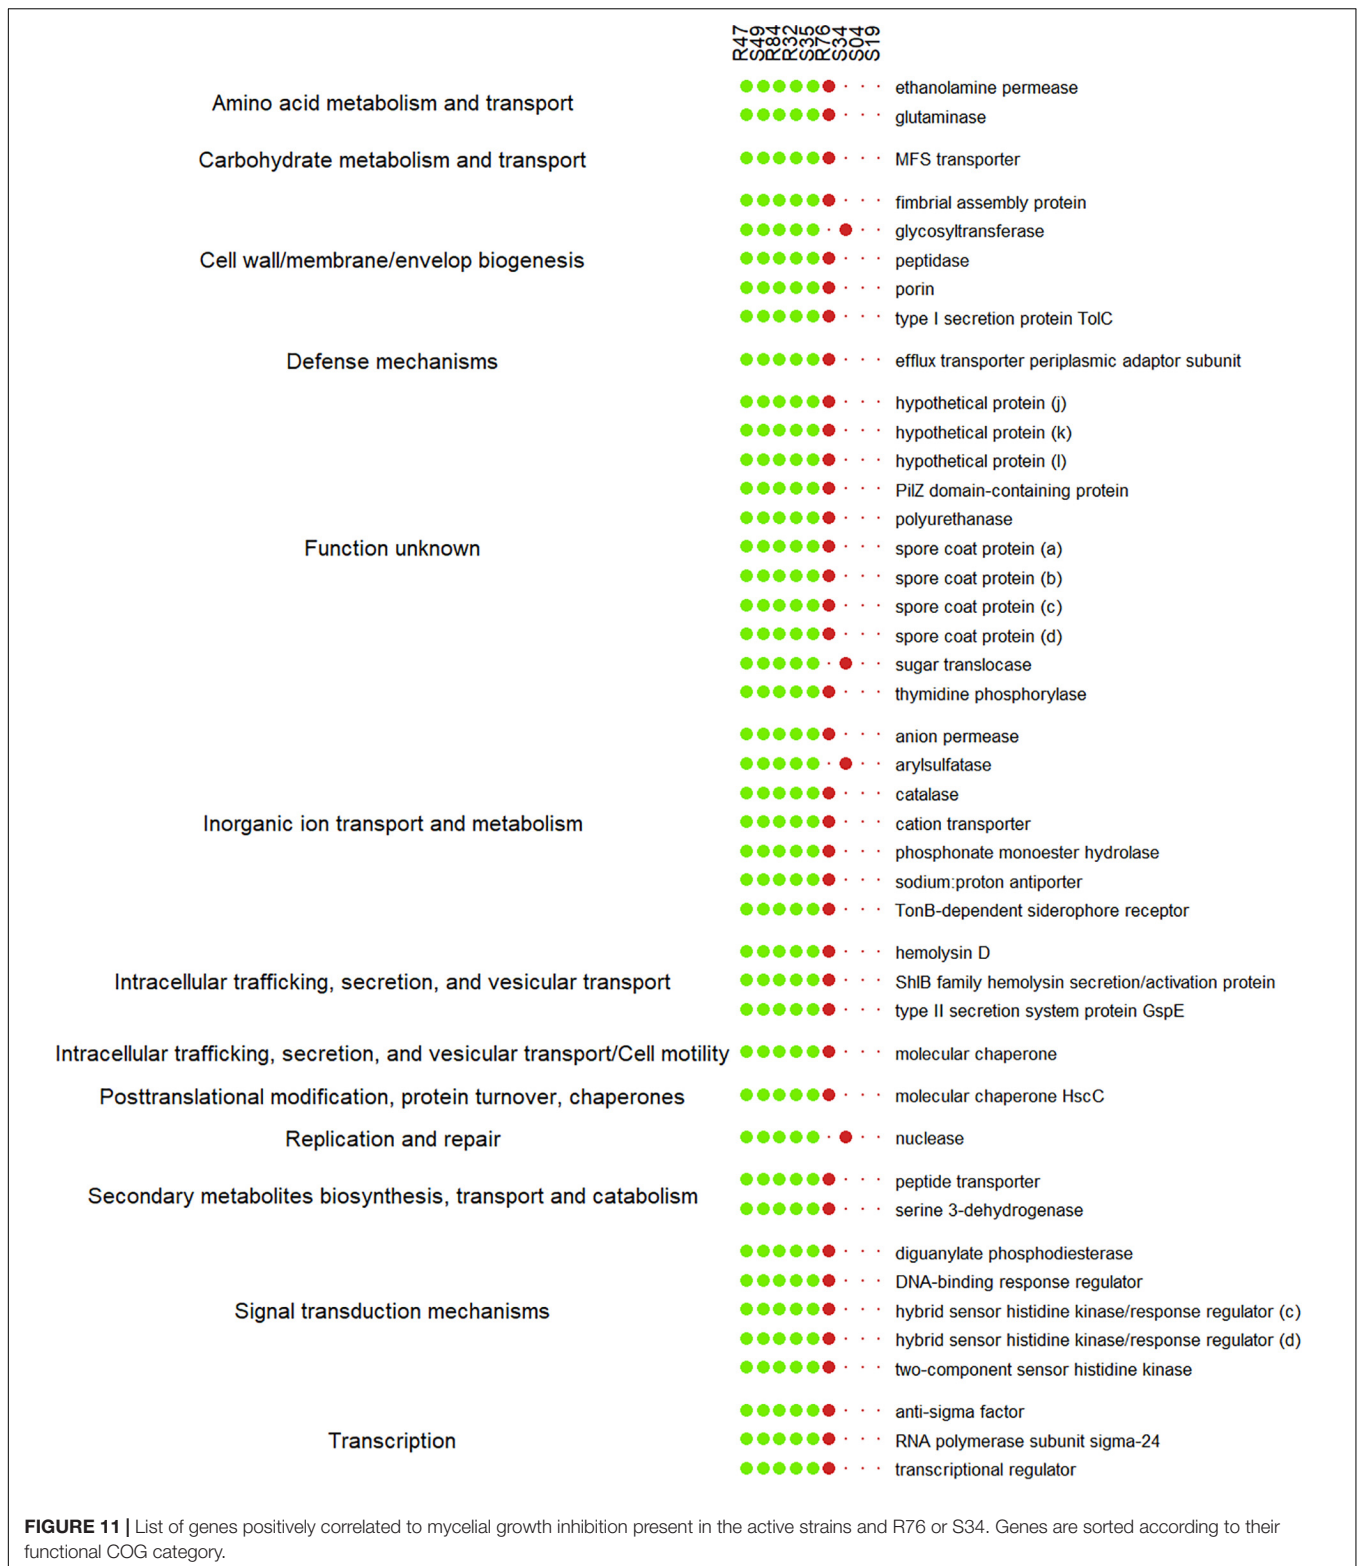 R47 S49 R84 R32 S35 R76 S34 S04 S19
Amino acid metabolism and transport
ethanolamine permease
glutaminase
Carbohydrate metabolism and transport
MFS transporter
Cell wall/membrane/envelop biogenesis
fimbrial assembly protein
glycosyltransferase
peptidase
porin
type I secretion protein TolC
Defense mechanisms
efflux transporter periplasmic adaptor subunit
Function unknown
hypothetical protein (j)
hypothetical protein (k)
hypothetical protein (l)
PilZ domain-containing protein
polyurethanase
spore coat protein (a)
spore coat protein (b)
spore coat protein (c)
spore coat protein (d)
sugar translocase
thymidine phosphorylase
Inorganic ion transport and metabolism
anion permease
arylsulfatase
catalase
cation transporter
phosphonate monoester hydrolase
sodium:proton antiporter
TonB-dependent siderophore receptor
Intracellular trafficking, secretion, and vesicular transport
hemolysin D
ShlB family hemolysin secretion/activation protein
type II secretion system protein GspE
Intracellular trafficking, secretion, and vesicular transport/Cell motility
molecular chaperone
Posttranslational modification, protein turnover, chaperones
molecular chaperone HscC
Replication and repair
nuclease
Secondary metabolites biosynthesis, transport and catabolism
peptide transporter
serine 3-dehydrogenase
Signal transduction mechanisms
diguanylate phosphodiesterase
DNA-binding response regulator
hybrid sensor histidine kinase/response regulator (c)
hybrid sensor histidine kinase/response regulator (d)
two-component sensor histidine kinase
Transcription
anti-sigma factor
RNA polymerase subunit sigma-24
transcriptional regulator
FIGURE 11 | List of genes positively correlated to mycelial growth inhibition present in the active strains and R76 or S34. Genes are sorted according to their
functional COG category.